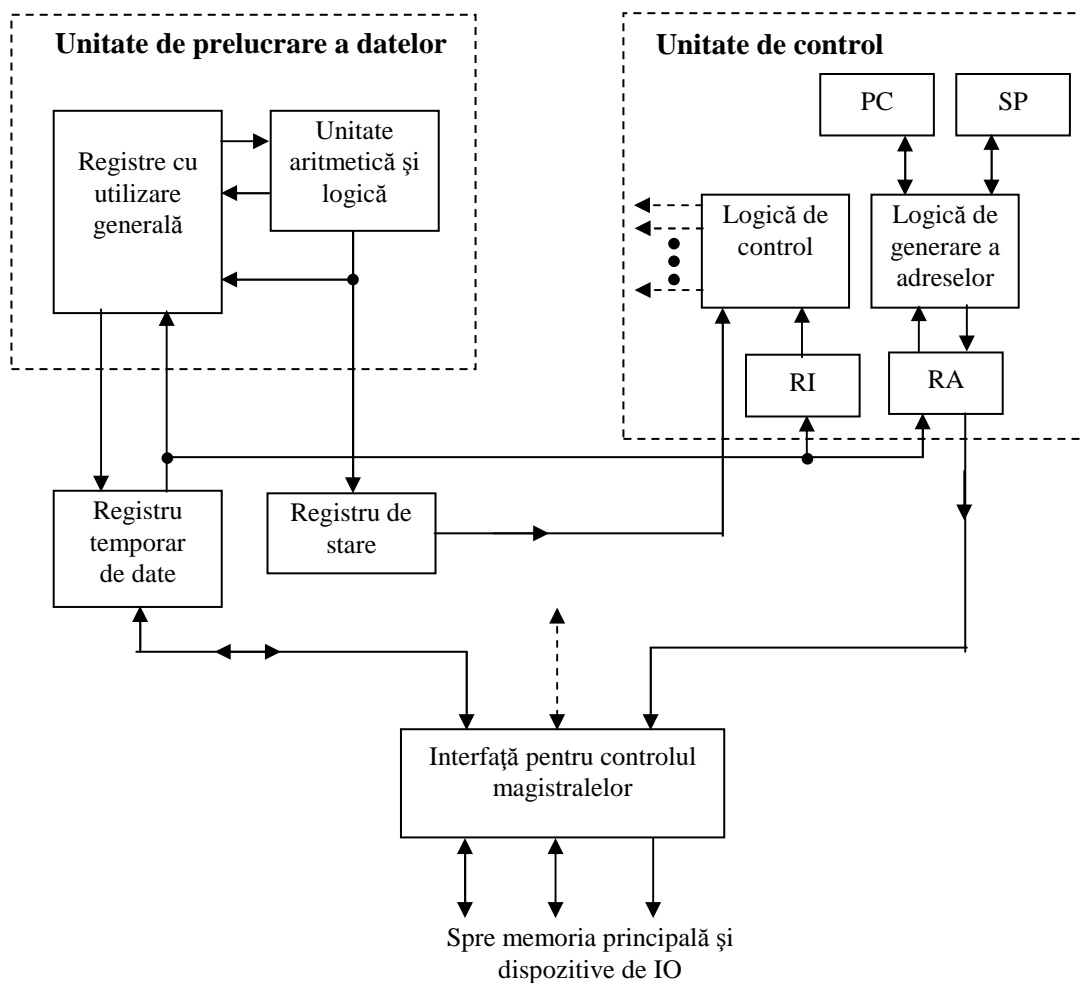 Unitate de prelucrare a datelor
Unitate de control
PC
SP
Registre cu
utilizare
generală
Unitate
aritmetică şi
logică
Logică de
control
Logică de
generare a
adreselor
RI
RA
Registru
temporar
de date
Registru de
stare
Interfaţă pentru controlul
magistralelor
Spre memoria principală şi
dispozitive de IO